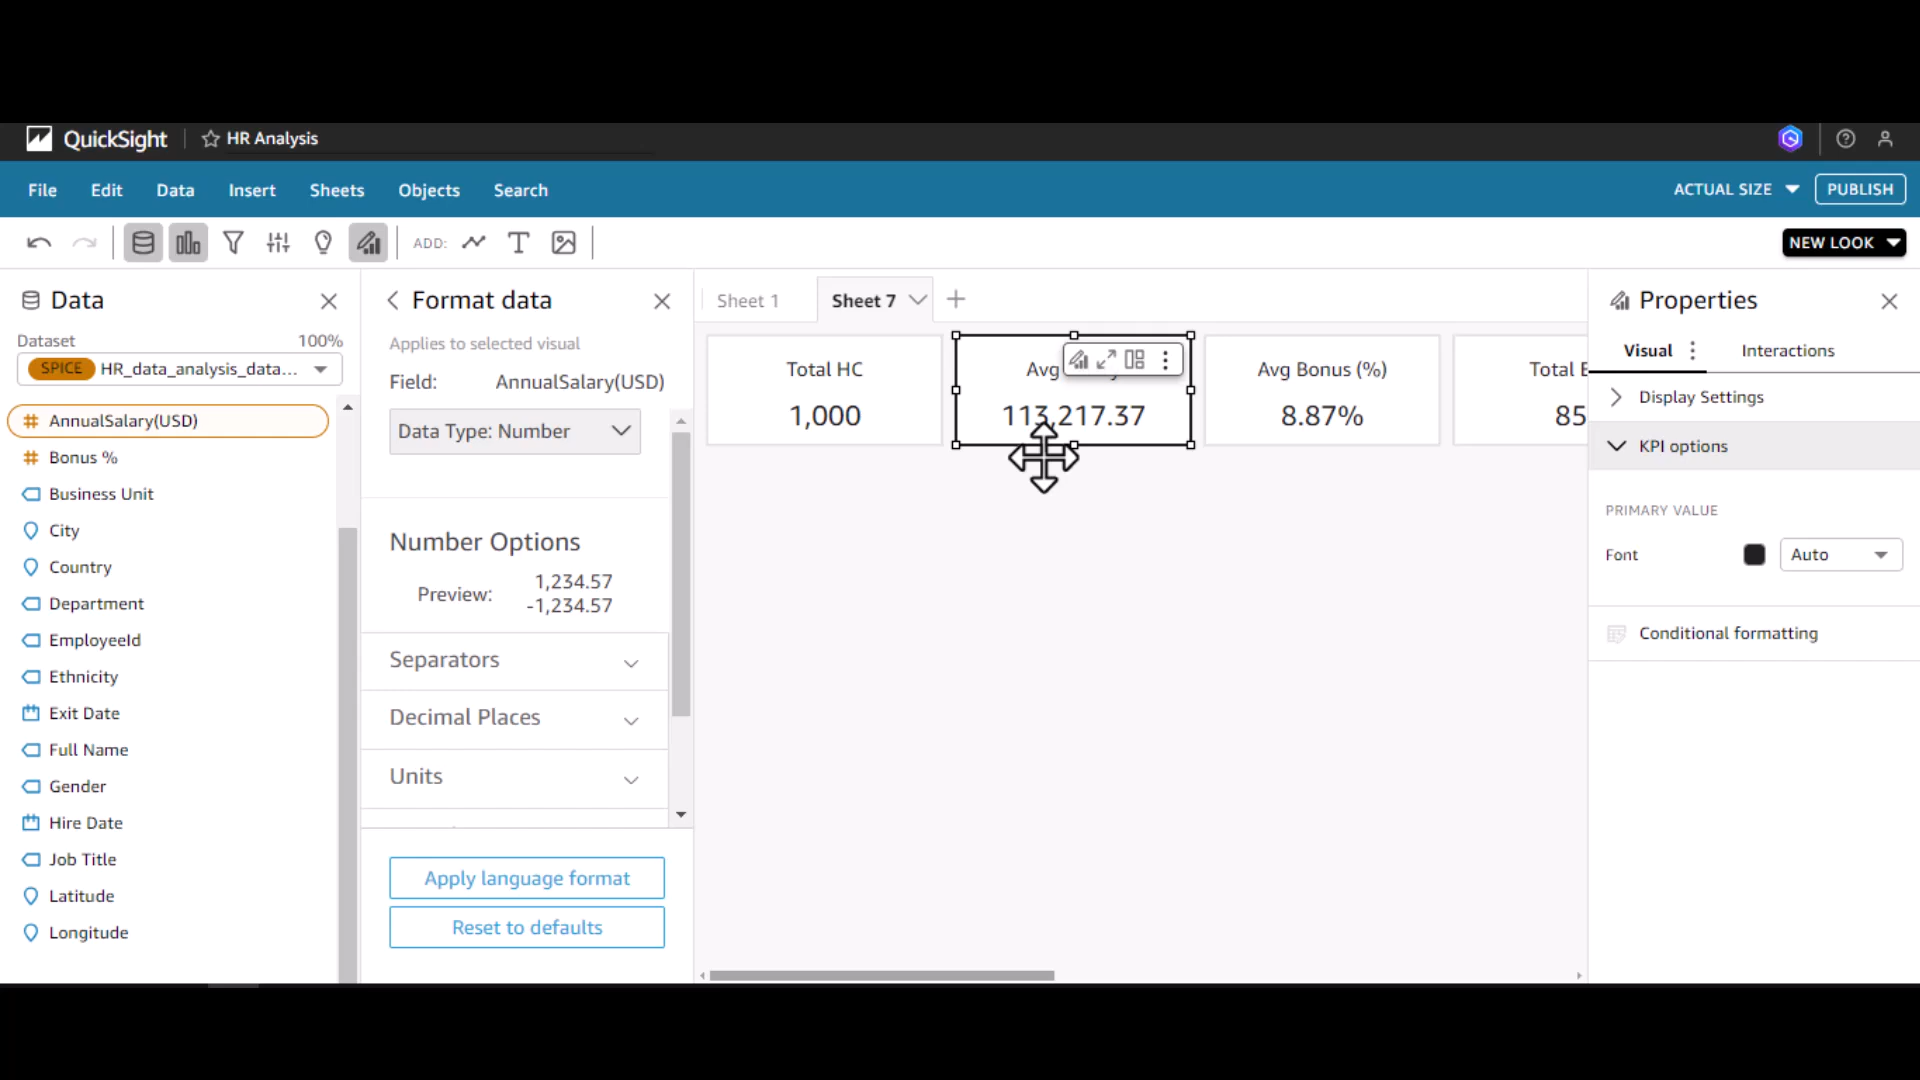 QuickSight
HR Analysis
File Edit Data Insert Sheets Objects Search
ACTUAL SIZE
PUBLISH
ADD:
NEW LOOK
Data
Dataset 100%
SPICE HR_data_analysis_data...
AnnualSalary(USD)
Bonus %
Business Unit
City
Country
Department
EmployeeId
Ethnicity
Exit Date
Full Name
Gender
Hire Date
Job Title
Latitude
Longitude
Format data
Applies to selected visual
Field: AnnualSalary(USD)
Data Type: Number
Number Options
Preview: 1,234.57
-1,234.57
Separators
Decimal Places
Units
Apply language format
Reset to defaults
Sheet 1
Sheet 7
Total HC
1,000
Avg
113,217.37
Avg Bonus (%)
8.87%
Total
85
Properties
Visual
Interactions
Display Settings
KPI options
PRIMARY VALUE
Font
Auto
Conditional formatting